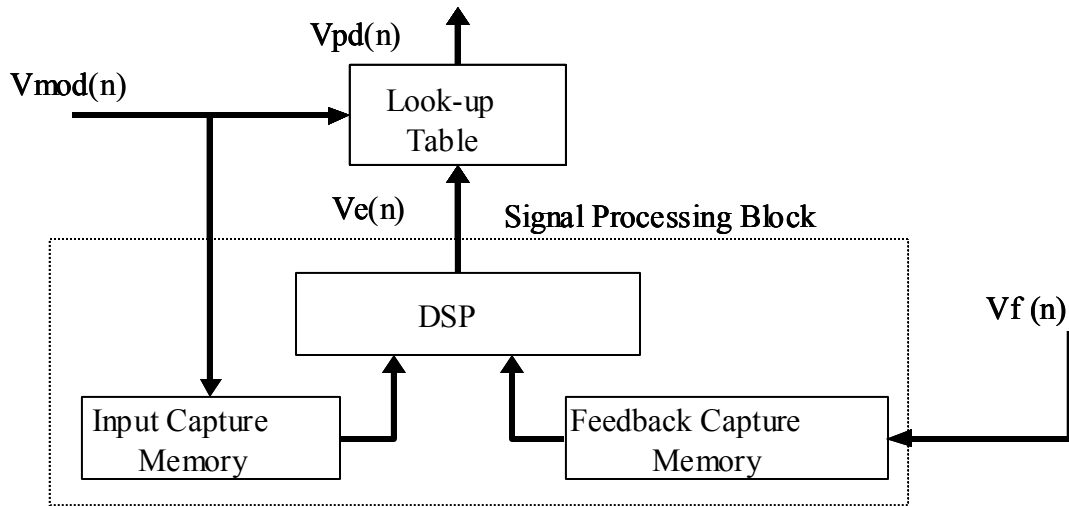 Vpd(n)
Vmod(n)
Look-up
Table
Ve(n)
Signal Processing Block
DSP
Vf (n)
Input Capture
Memory
Feedback Capture
Memory